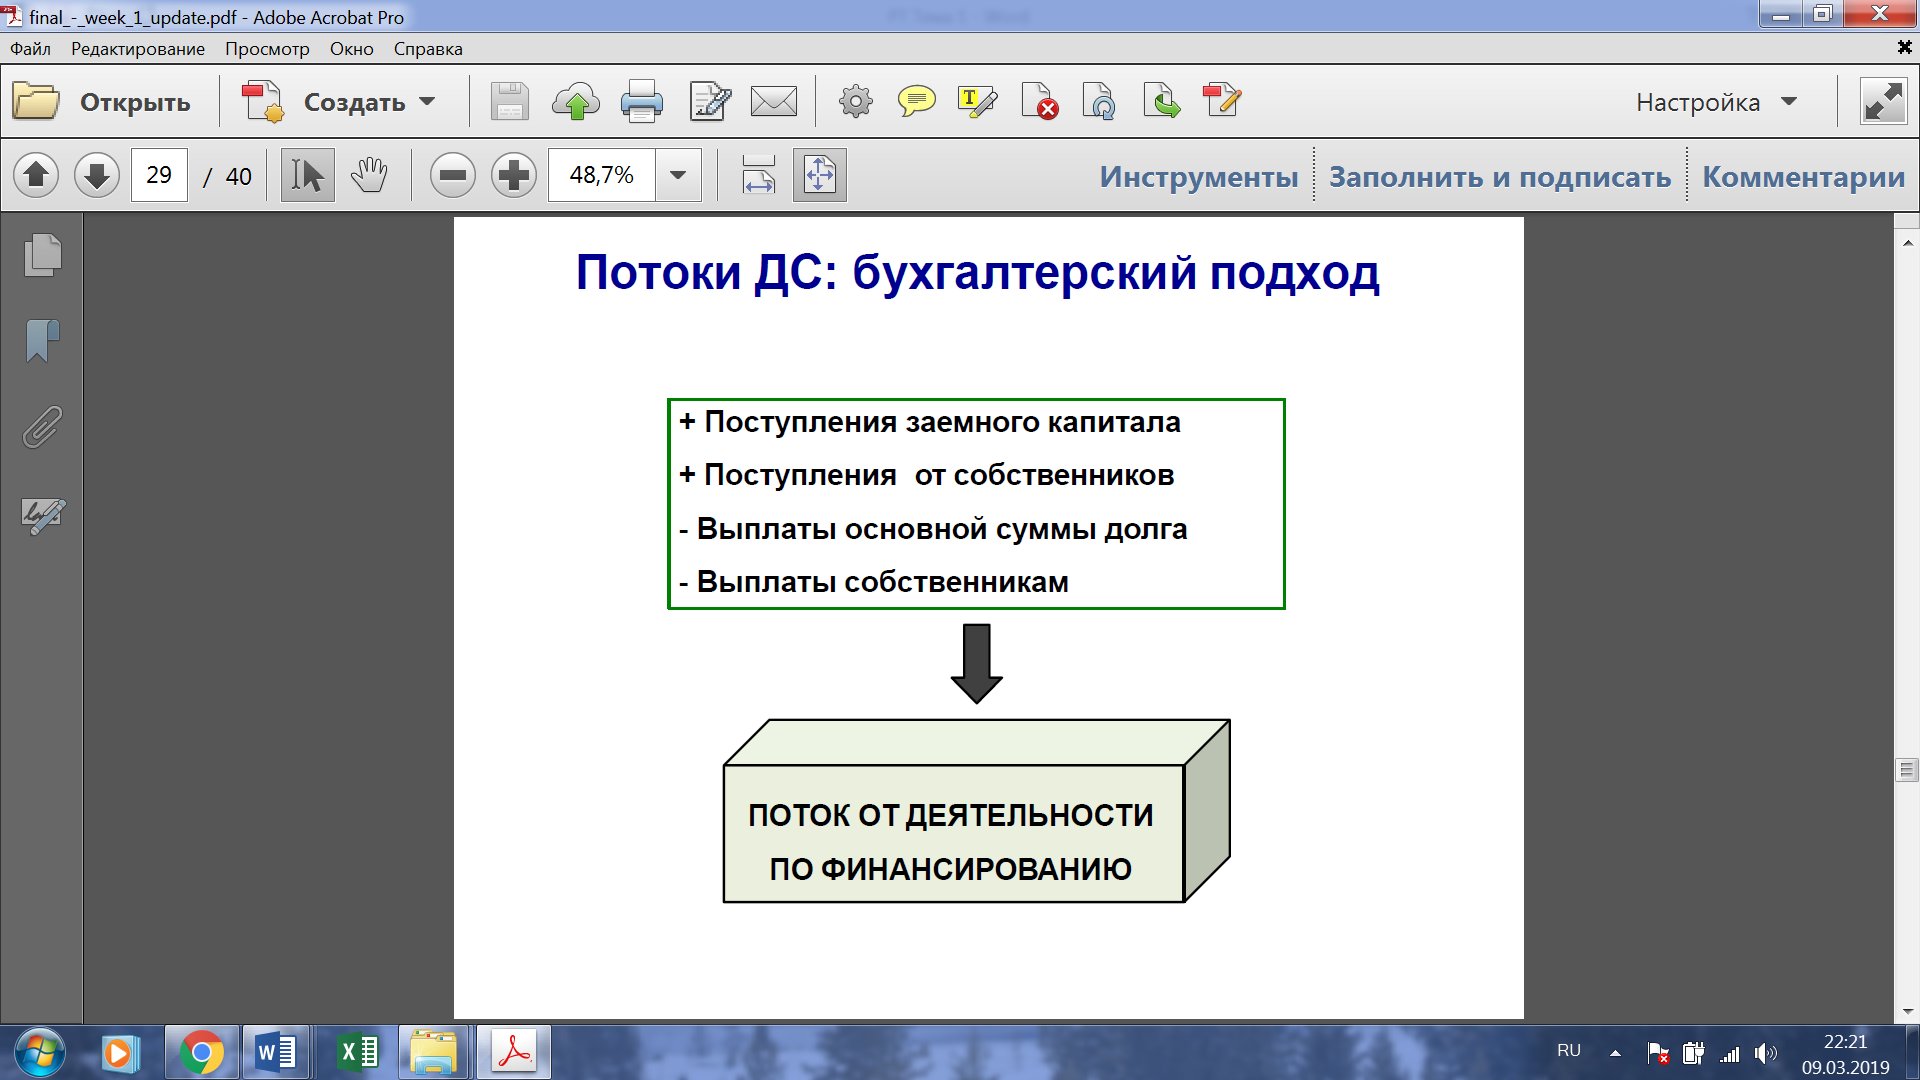 final_-_week_1_update.pdf - Adobe Acrobat Pro
Файл Редактирование Просмотр Окно Справка
Открыть Создать Настройка
29 / 40 48,7% Инструменты Заполнить и подписать Комментарии
Потоки ДС: бухгалтерский подход
+ Поступления заемного капитала
+ Поступления от собственников
- Выплаты основной суммы долга
- Выплаты собственникам
ПОТОК ОТ ДЕЯТЕЛЬНОСТИ
ПО ФИНАНСИРОВАНИЮ
RU
22:21
09.03.2019